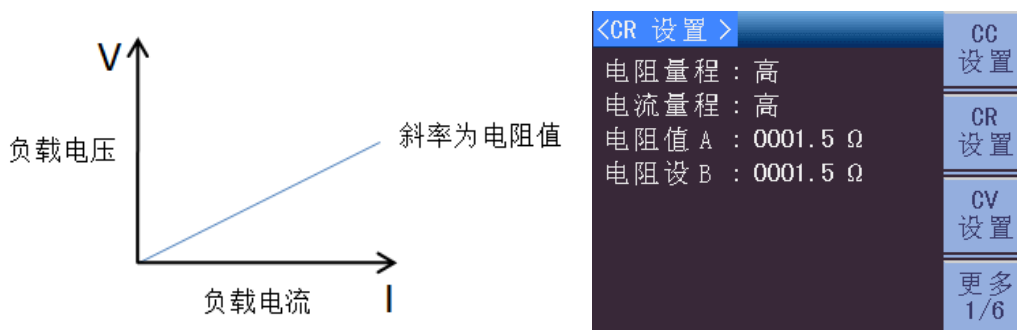 V
负载电压
斜率为电阻值
负载电流
I
<CR 设置 >
电阻量程：高
电流量程：高
电阻值 A ：0001.5 Ω
电阻设 B ：0001.5 Ω
CC
设置
CR
设置
CV
设置
更多
1/6